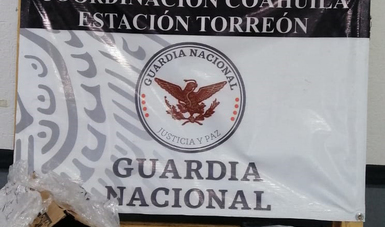 COORDINACIÓN COAHUILA
ESTACIÓN TORREÓN
GUARDIA NACIONAL
JUSTICIA Y PAZ
GUARDIA
NACIONAL